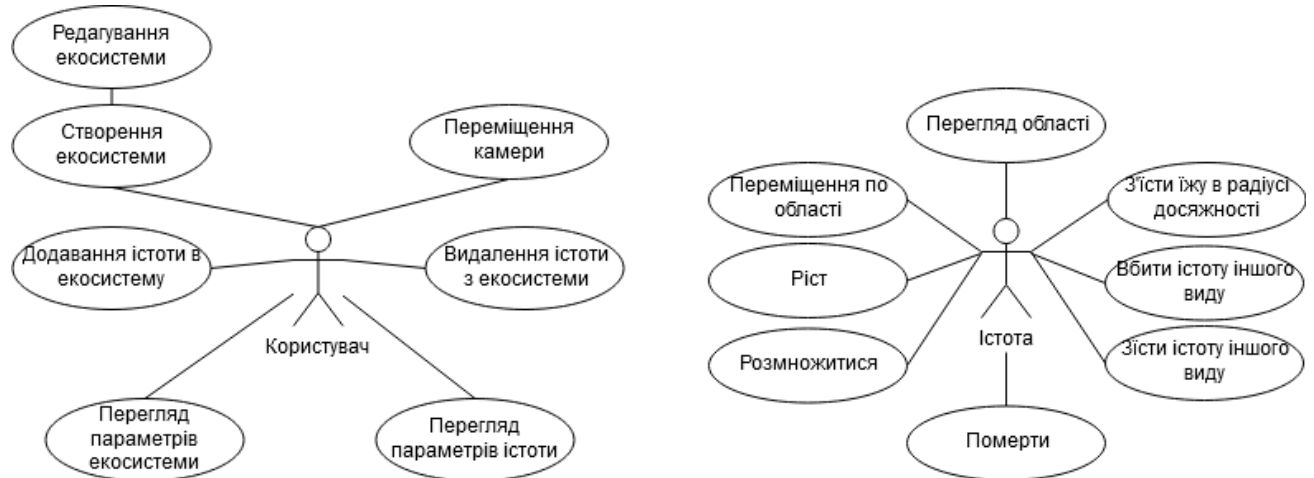 Редагування
екосистеми
Створення
екосистеми
Переміщення
камери
Додавання істоти в
екосистему
Видалення істоти
з екосистеми
Користувач
Перегляд
параметрів
екосистеми
Перегляд
параметрів істоти
Перегляд області
Переміщення по
області
З'їсти їжу в радіусі
досяжності
Ріст
Вбити істоту іншого
виду
Розмножитися
Істота
З'їсти істоту іншого
виду
Померти